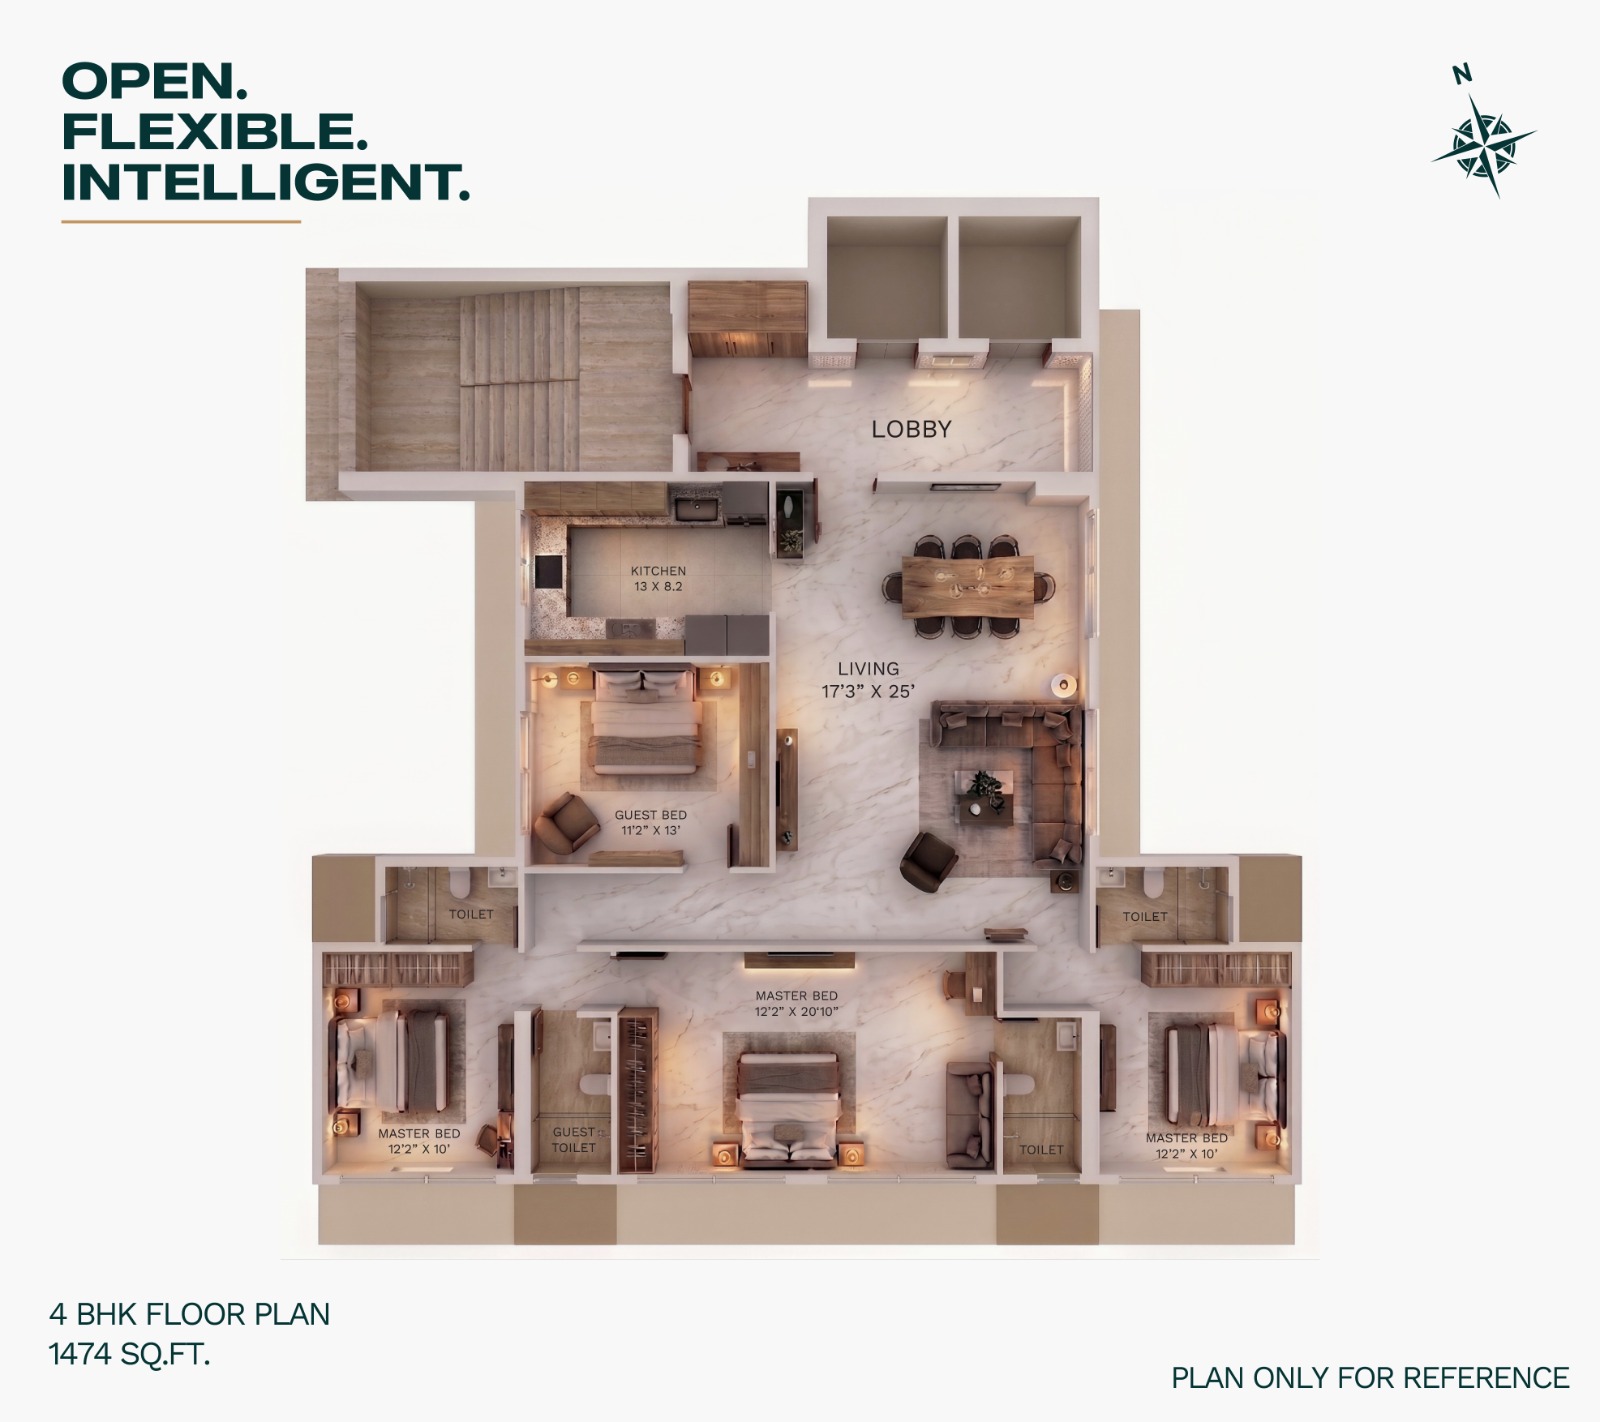 OPEN.
FLEXIBLE.
INTELLIGENT.
N
LOBBY
KITCHEN
13 X 8.2
LIVING
17'3” X 25’
GUEST BED
11’2” X 13’
TOILET
TOILET
MASTER BED
12’2” X 20‘10”
MASTER BED
12’2” X 10’
GUEST
TOILET
TOILET
MASTER BED
12’2” X 10’
4 BHK FLOOR PLAN
1474 SQ.FT.
PLAN ONLY FOR REFERENCE